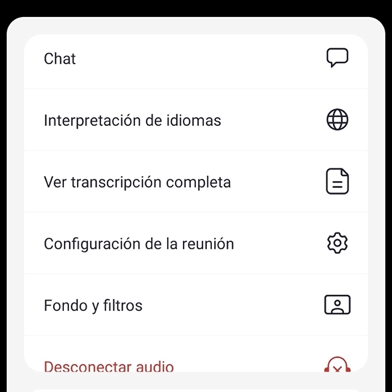 Chat
Interpretación de idiomas
Ver transcripción completa
Configuración de la reunión
Fondo y filtros
Desconectar audio